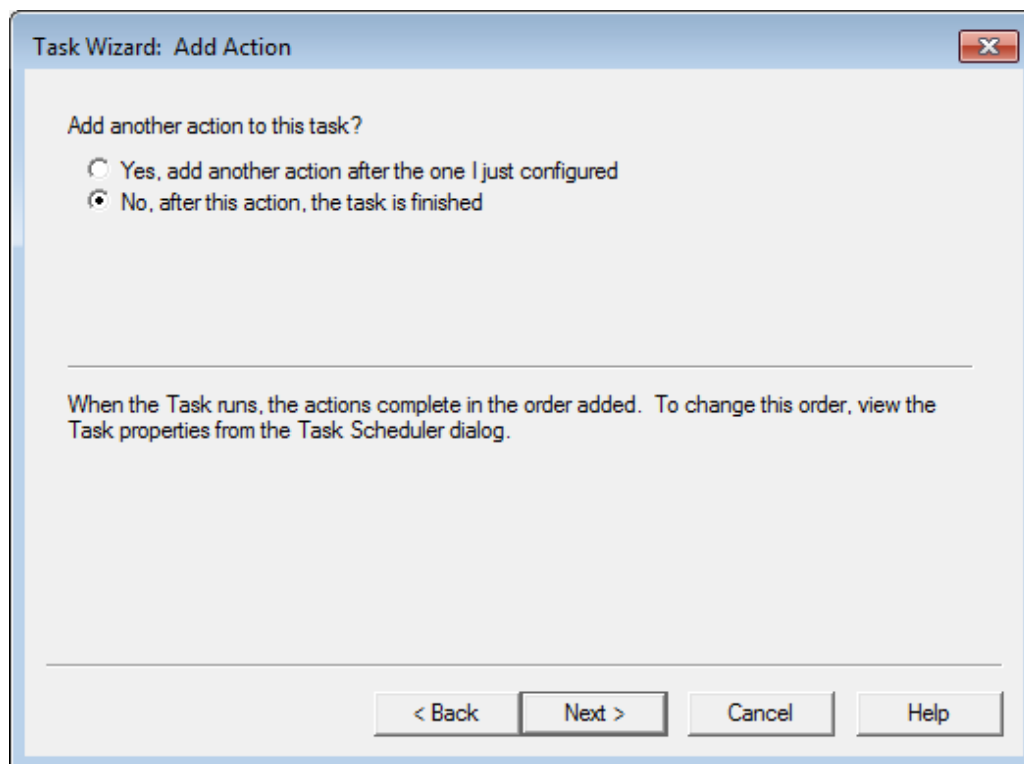 Task Wizard: Add Action
Add another action to this task?
Yes, add another action after the one I just configured
No, after this action, the task is finished
When the Task runs, the actions complete in the order added. To change this order, view the
Task properties from the Task Scheduler dialog.
< Back Next > Cancel Help